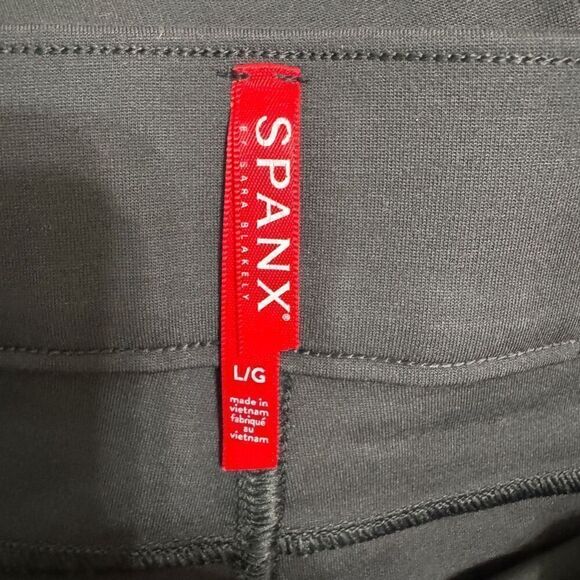 SPANX®
BY SARA BLAKELY
L/G
made in
vietnam
fabriqué
au
vietnam